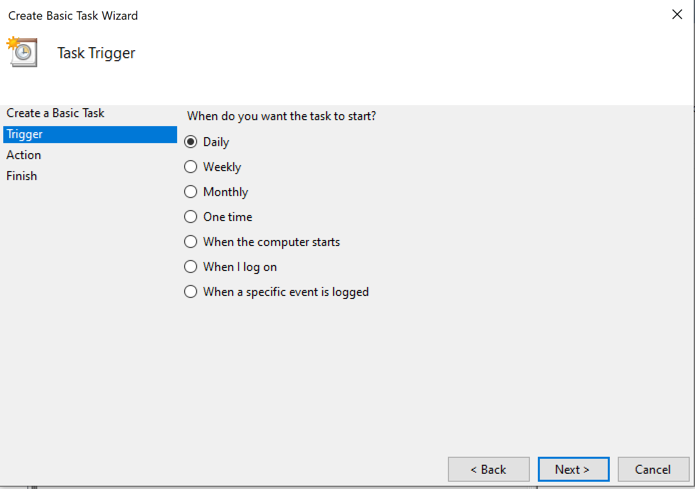 Create Basic Task Wizard
Task Trigger
Create a Basic Task
Trigger
Action
Finish
When do you want the task to start?
Daily
Weekly
Monthly
One time
When the computer starts
When I log on
When a specific event is logged
< Back
Next >
Cancel